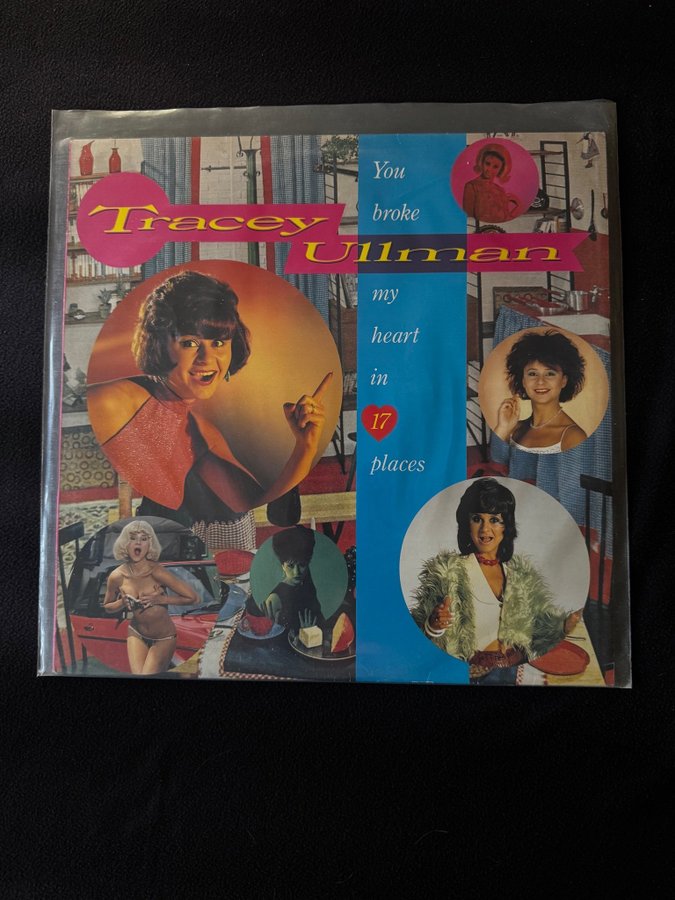 Tracey
Ullman
You
broke
my
heart
in
17
places